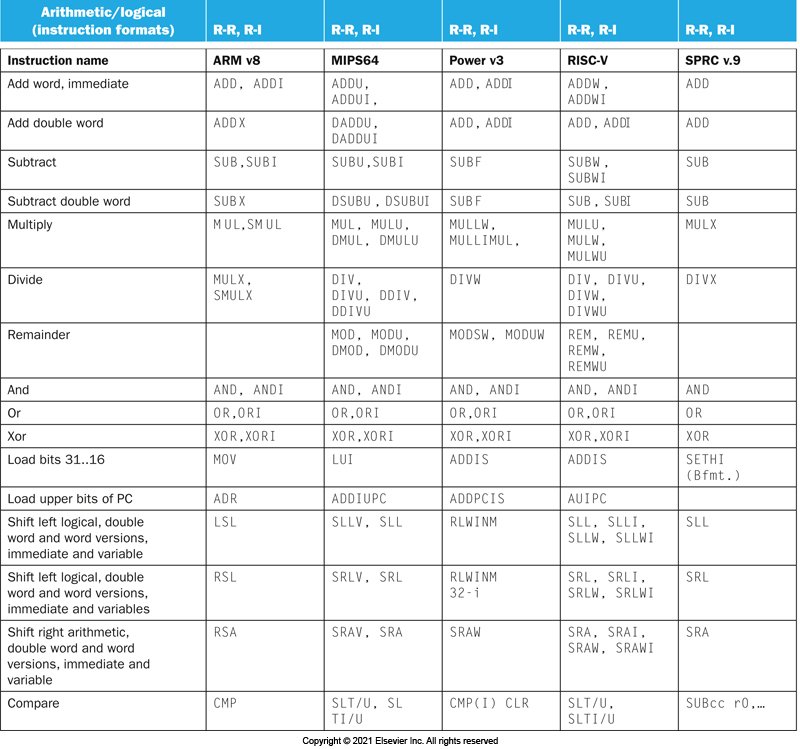 Arithmetic/logical
(instruction formats) R-R, R-I R-R, R-I R-R, R-I R-R, R-I R-R, R-I
Instruction name ARM v8 MIPS64 Power v3 RISC-V SPRC v.9
Add word, immediate ADD, ADDI ADDU, ADD, ADDI ADDW, ADD
ADDUI, ADDWI
Add double word ADDX DADDU, ADD, ADDI ADD, ADDI ADD
DADDUI
Subtract SUB,SUBI SUBU,SUBI SUBF SUBW, SUB
SUBWI
Subtract double word SUBX DSUBU, DSUBUI SUBF SUB, SUBI SUB
Multiply MUL,SMUL MUL, MULU, MULLW, MULU, MULX
DMUL, DMULU MULLIMUL, MULW,
MULWU
Divide MULX, DIV, DIVW DIV, DIVU, DIVX
SMULX DIVU, DDIV, DIVW,
DDIVU DIVWU
Remainder MOD, MODU, MODSW, MODUW REM, REMU,
DMOD, DMODU REMW,
REMWU
And AND, ANDI AND, ANDI AND, ANDI AND, ANDI AND
Or OR,ORI OR,ORI OR,ORI OR,ORI OR
Xor XOR,XORI XOR,XORI XOR,XORI XOR,XORI XOR
Load bits 31..16 MOV LUI ADDIS ADDIS SETHI
(Bfmt.)
Load upper bits of PC ADR ADDIUPC ADDPCIS AUIPC
Shift left logical, double LSL SLLV, SLL RLWINM SLL, SLLI, SLL
word and word versions, SLLW, SLLWI
immediate and variable
Shift left logical, double RSL SRLV, SRL RLWINM SRL, SRLI, SRL
word and word versions, 32-i SRLW, SRLWI
immediate and variables
Shift right arithmetic, RSA SRAV, SRA SRAW SRA, SRAI, SRA
double word and word SRAW, SRAWI
versions, immediate and
variable
Compare CMP SLT/U, SL CMP(I) CLR SLT/U, SUBcc r0,…
TI/U SLTI/U
Copyright © 2021 Elsevier Inc. All rights reserved